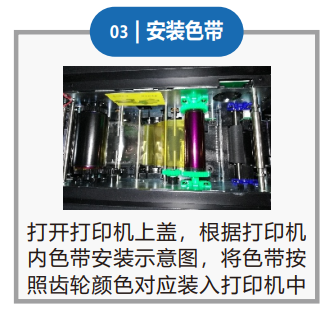 03 | 安装色带
打开打印机上盖，根据打印机
内色带安装示意图，将色带按
照齿轮颜色对应装入打印机中